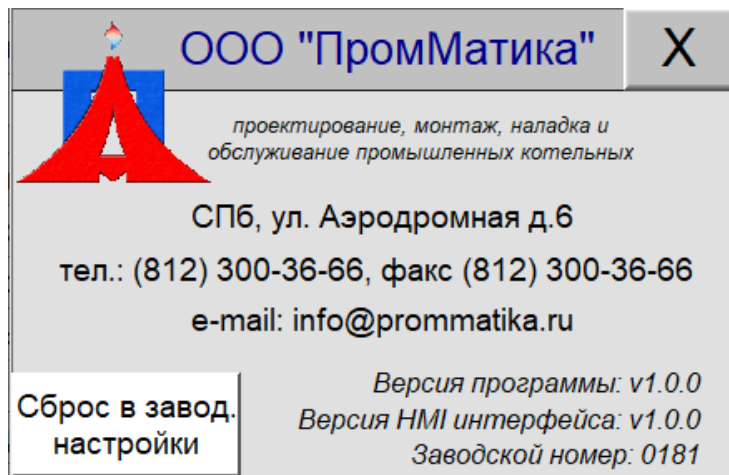 ООО "ПромМатика"
X
проектирование, монтаж, наладка и
обслуживание промышленных котельных
СПб, ул. Аэродромная д.6
тел.: (812) 300-36-66, факс (812) 300-36-66
e-mail: info@prommatika.ru
Сброс в завод.
настройки
Версия программы: v1.0.0
Версия HMI интерфейса: v1.0.0
Заводской номер: 0181